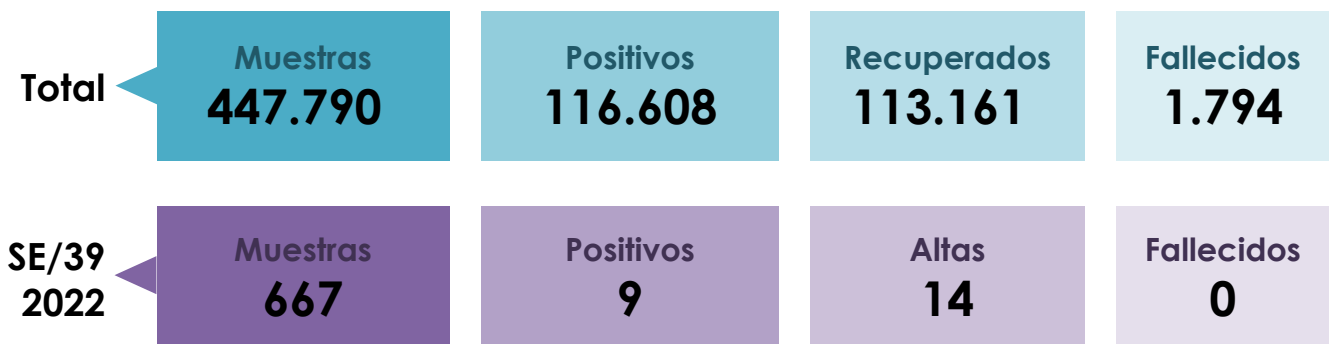 Total
Muestras
447.790
Positivos
116.608
Recuperados
113.161
Fallecidos
1.794
SE/39
2022
Muestras
667
Positivos
9
Altas
14
Fallecidos
0